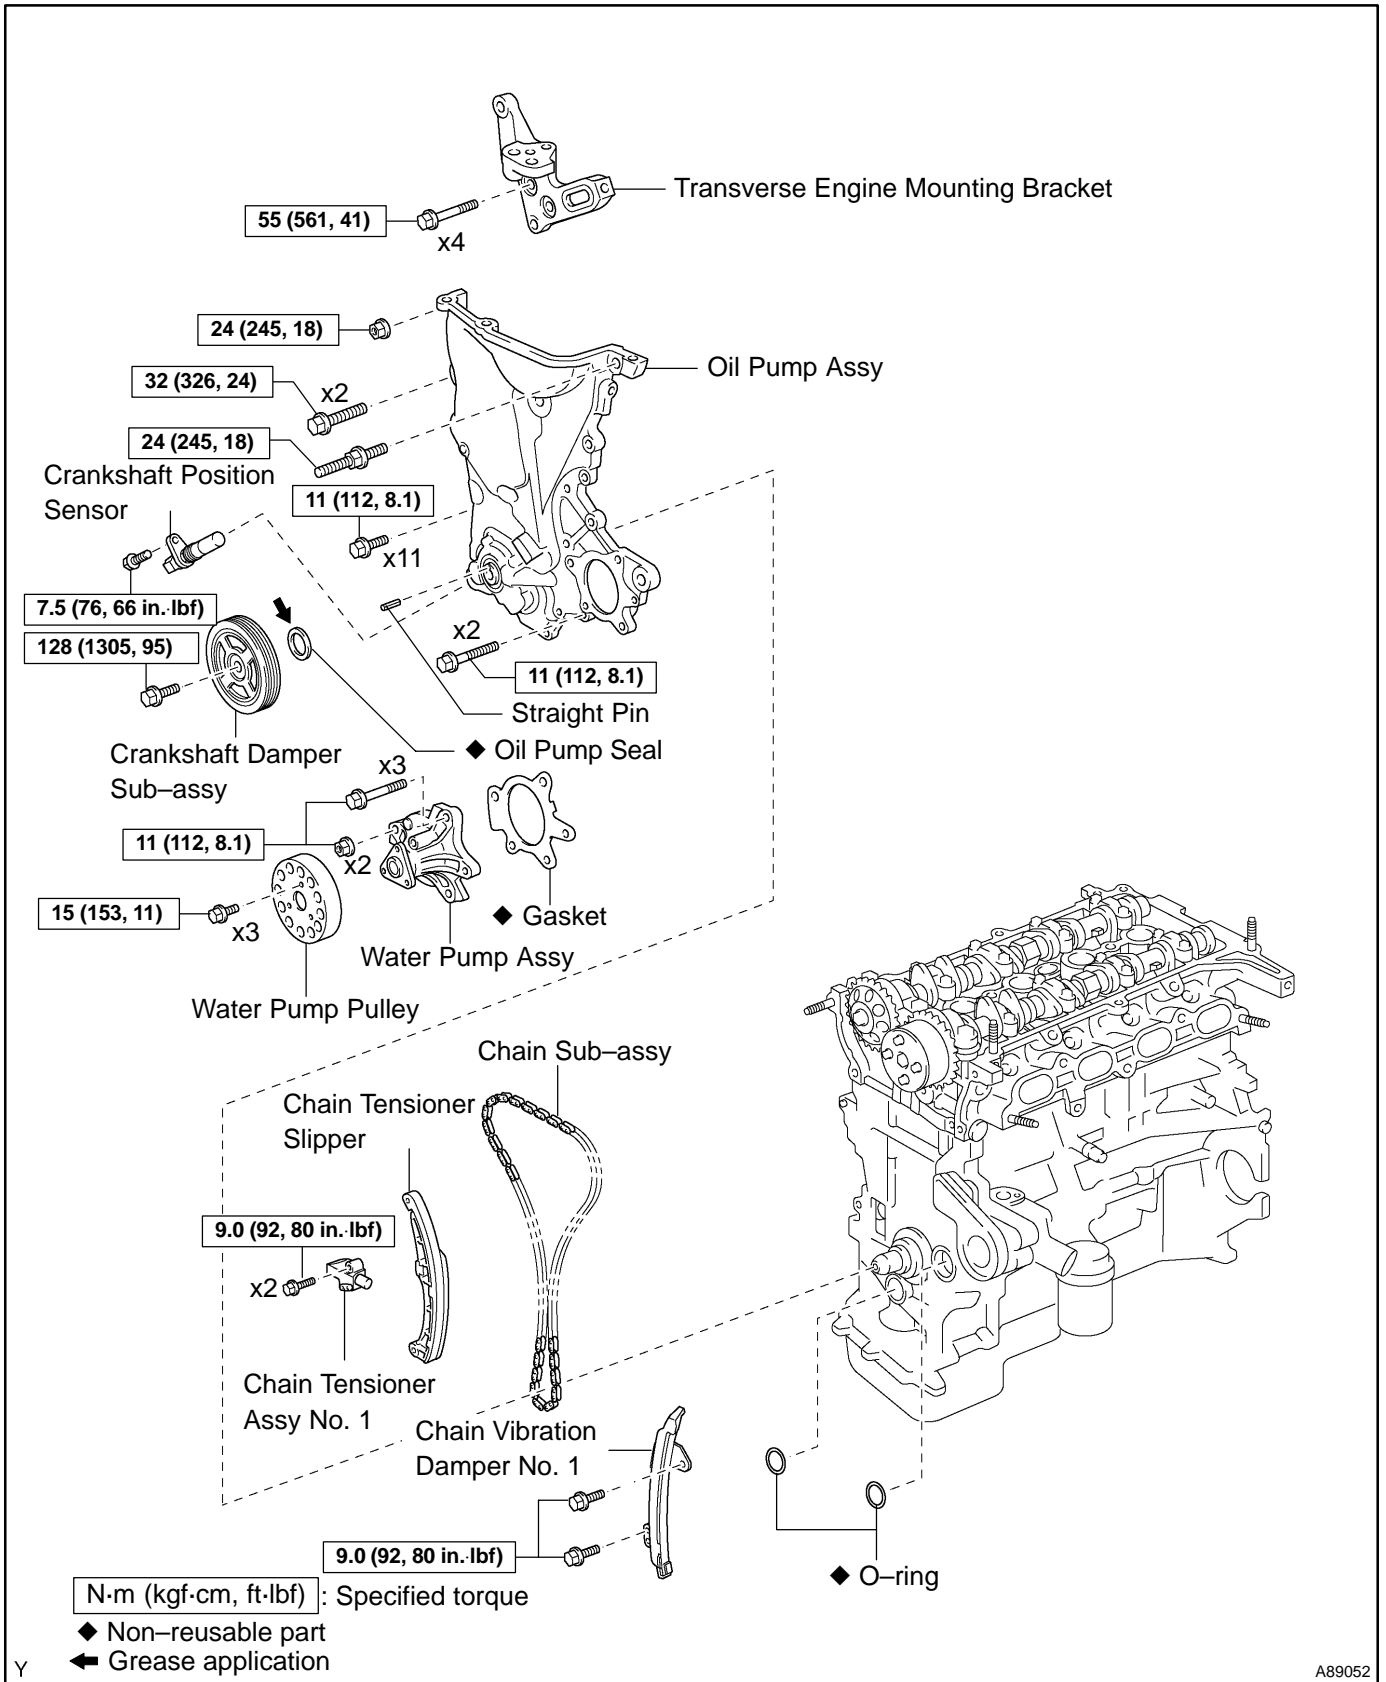 Transverse Engine Mounting Bracket
55 (561, 41)
x4
24 (245, 18)
Oil Pump Assy
32 (326, 24)
x2
24 (245, 18)
Crankshaft Position
Sensor
11 (112, 8.1)
x11
7.5 (76, 66 in.·lbf)
128 (1305, 95)
x2
11 (112, 8.1)
Straight Pin
◆ Oil Pump Seal
Crankshaft Damper
Sub–assy
x3
11 (112, 8.1)
x2
15 (153, 11)
x3
◆ Gasket
Water Pump Assy
Water Pump Pulley
Chain Sub–assy
Chain Tensioner
Slipper
9.0 (92, 80 in.·lbf)
x2
Chain Tensioner
Assy No. 1
Chain Vibration
Damper No. 1
9.0 (92, 80 in.·lbf)
◆ O–ring
N·m (kgf·cm, ft·lbf) : Specified torque
◆ Non–reusable part
Grease application
Y
A89052